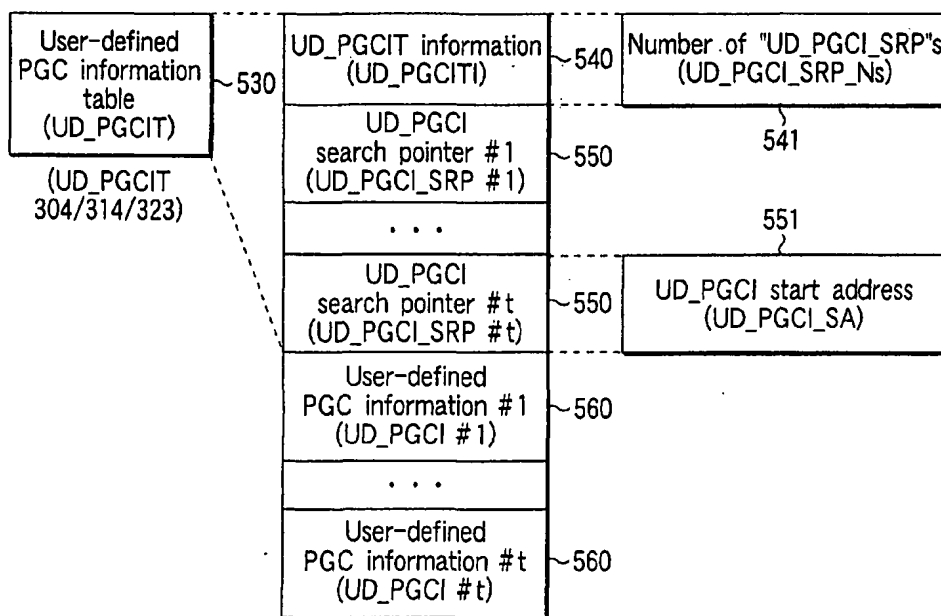 User-defined
PGC information
table
(UD_PGCIT)
530
(UD_PGCIT
304/314/323)
UD_PGCIT information
(UD_PGCITI)
540
UD_PGCI
search pointer #1
(UD_PGCI_SRP #1)
550
. . .
UD_PGCI
search pointer #t
(UD_PGCI_SRP #t)
550
User-defined
PGC information #1
(UD_PGCI #1)
560
. . .
User-defined
PGC information #t
(UD_PGCI #t)
560
Number of "UD_PGCI_SRP"s
(UD_PGCI_SRP_Ns)
541
551
UD_PGCI start address
(UD_PGCI_SA)